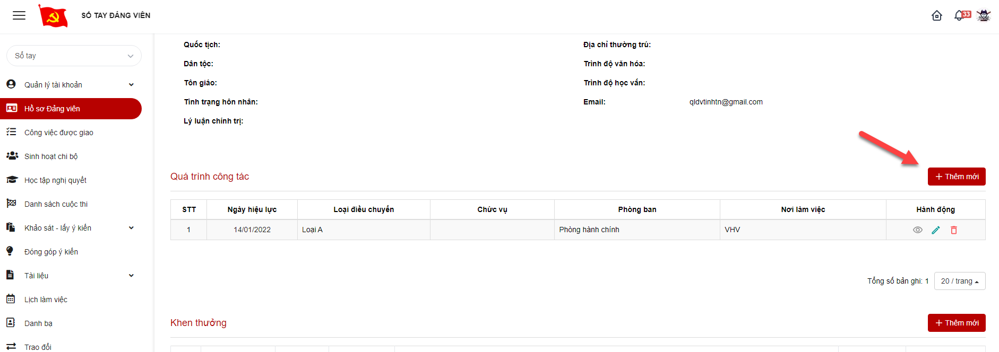 SỔ TAY ĐẢNG VIÊN
33
Sổ tay
Quản lý tài khoản
Hồ sơ Đảng viên
Công việc được giao
Sinh hoạt chi bộ
Học tập nghị quyết
Danh sách cuộc thi
Khảo sát - lấy ý kiến
Đóng góp ý kiến
Tài liệu
Lịch làm việc
Danh bạ
Trao đổi
Quốc tịch:
Địa chỉ thường trú:
Dân tộc:
Trình độ văn hóa:
Tôn giáo:
Trình độ học vấn:
Tình trạng hôn nhân:
Email: qldvtinhtn@gmail.com
Lý luận chính trị:
Quá trình công tác
+ Thêm mới
STT Ngày hiệu lực Loại điều chuyển Chức vụ Phòng ban Nơi làm việc Hành động
1 14/01/2022 Loại A Phòng hành chính VHV
Tổng số bản ghi: 1 20 / trang
Khen thưởng
+ Thêm mới